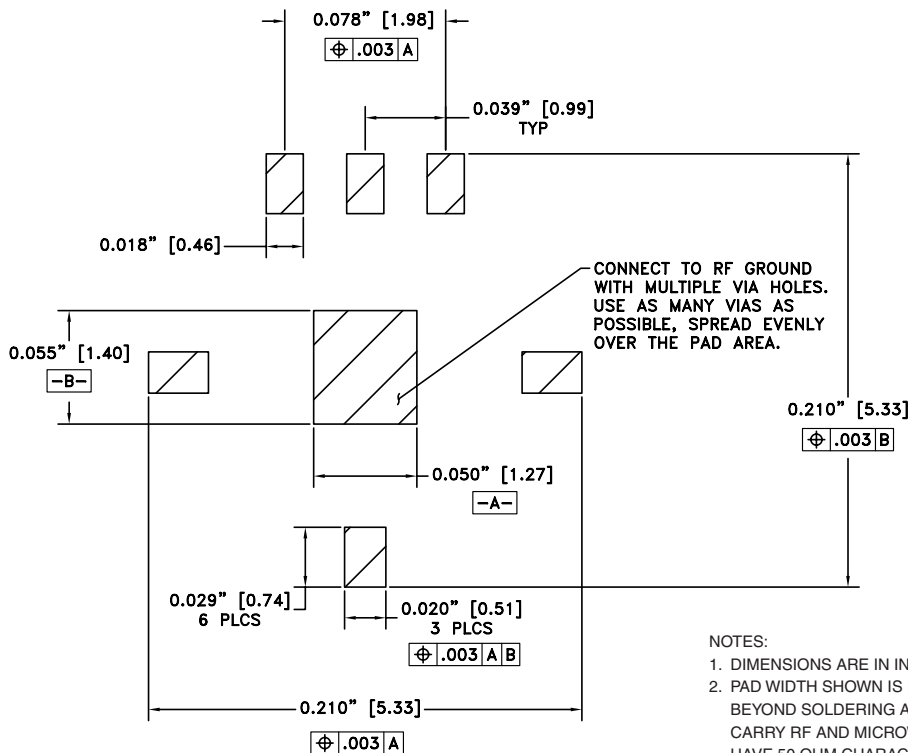 0.078” [1.98]
⌖ .003 A
0.039” [0.99]
TYP
0.018” [0.46]
CONNECT TO RF GROUND
WITH MULTIPLE VIA HOLES.
USE AS MANY VIAS AS
POSSIBLE, SPREAD EVENLY
OVER THE PAD AREA.
0.055” [1.40]
-B-
0.210” [5.33]
⌖ .003 B
0.050” [1.27]
-A-
0.029” [0.74]
6 PLCS
0.020” [0.51]
3 PLCS
⌖ .003 A B
0.210” [5.33]
⌖ .003 A
NOTES:
1. DIMENSIONS ARE IN
2. PAD WIDTH SHOWN IS
BEYOND SOLDERING
CARRY RF AND
HAVE 50 OHM